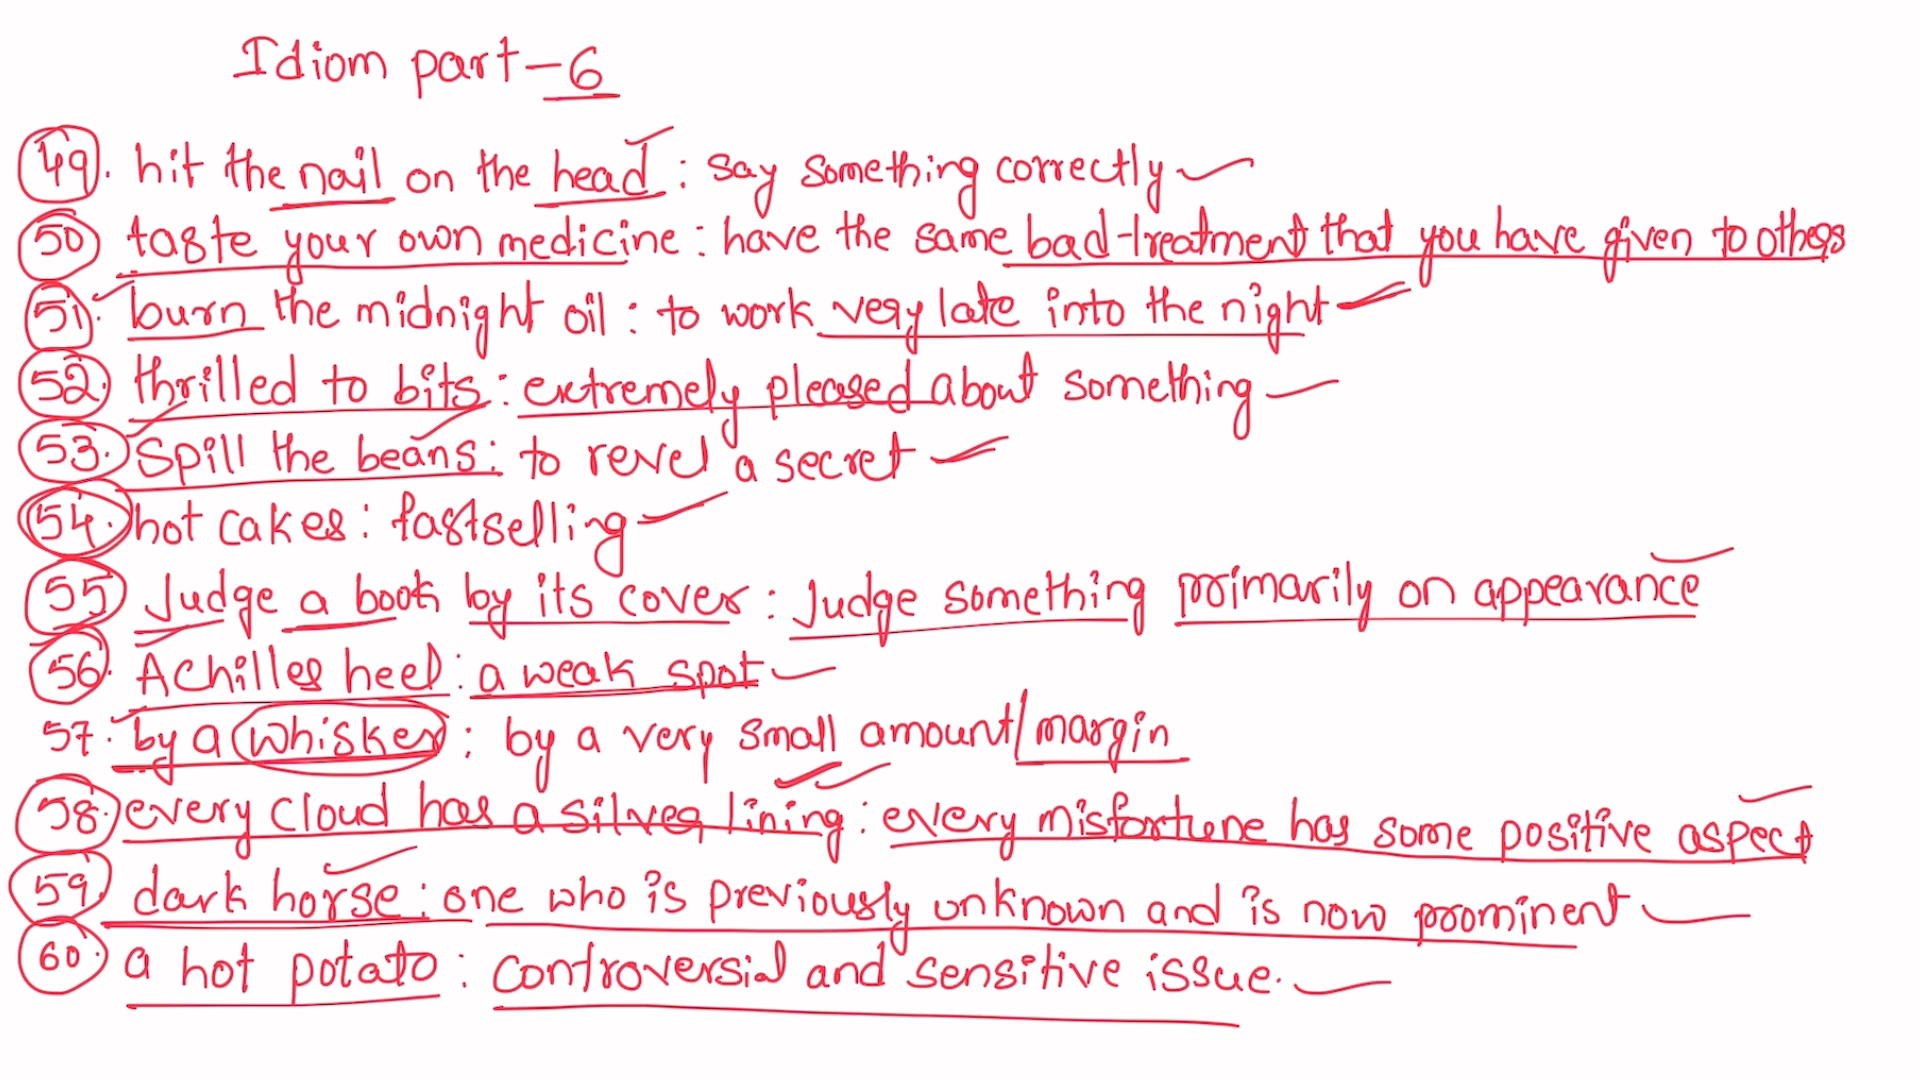 Idiom part-6
49. hit the nail on the head : say something correctly
50 taste your own medicine : have the same bad-treatment that you have given to others
51. burn the midnight oil : to work very late into the night
52. thrilled to bits : extremely pleased about something
53. Spill the beans : to revel a secret
54. hot cakes : fastselling
55 Judge a book by its cover : Judge something primarily on appearance
56. Achilles heel : a weak spot
57. by a whisker : by a very small amount/margin
58. every cloud has a silver lining : every misfortune has some positive aspect
59. dark horse : one who is previously unknown and is now prominent
60. a hot potato : controversial and sensitive issue.